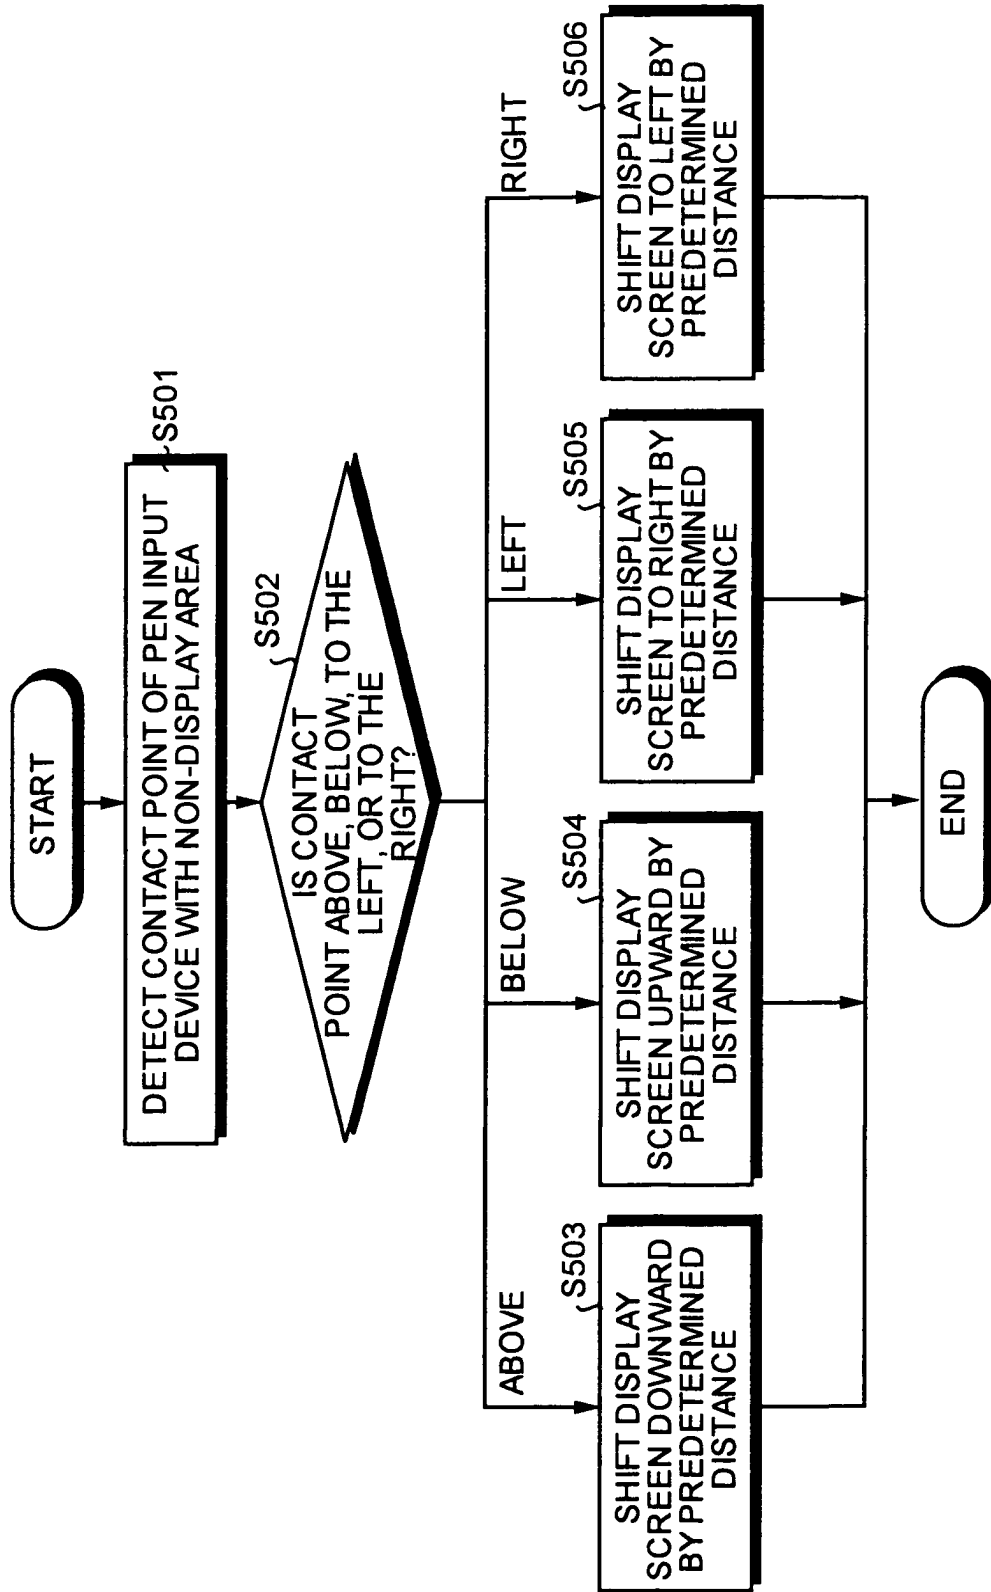 START
S501
DETECT CONTACT POINT OF PEN INPUT
DEVICE WITH NON-DISPLAY AREA
S502
IS CONTACT
POINT ABOVE, BELOW, TO THE
LEFT, OR TO THE
RIGHT?
ABOVE
BELOW
LEFT
RIGHT
S503
SHIFT DISPLAY
SCREEN DOWNWARD
BY PREDETERMINED
DISTANCE
S504
SHIFT DISPLAY
SCREEN UPWARD BY
PREDETERMINED
DISTANCE
S505
SHIFT DISPLAY
SCREEN TO RIGHT BY
PREDETERMINED
DISTANCE
S506
SHIFT DISPLAY
SCREEN TO LEFT BY
PREDETERMINED
DISTANCE
END